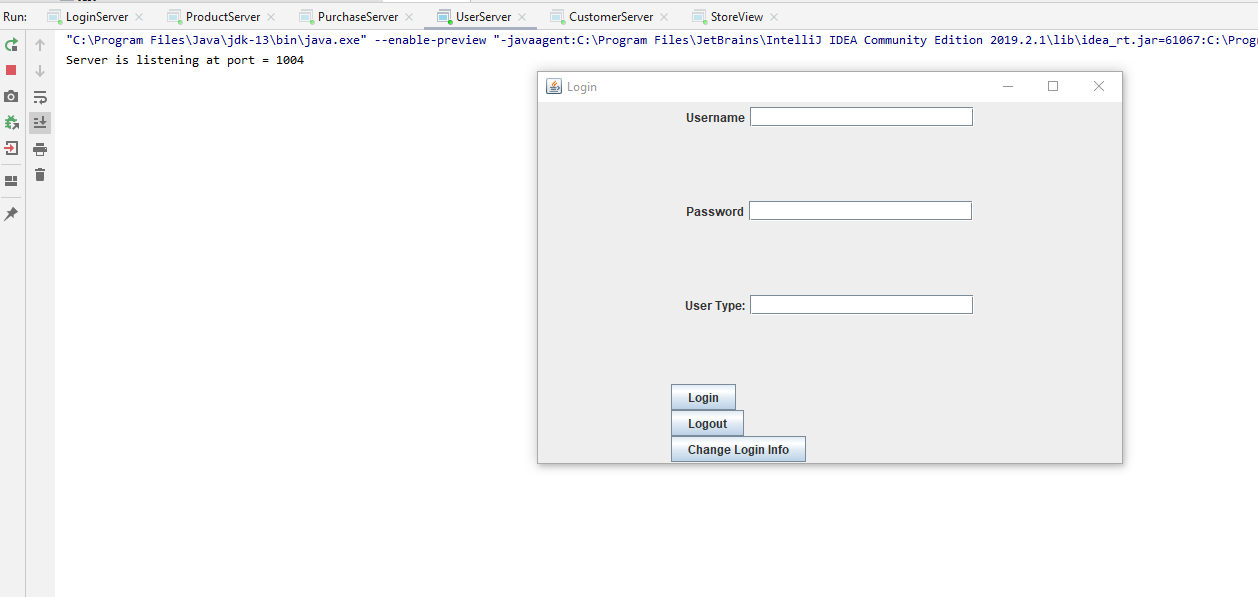 Run: LoginServer ProductServer PurchaseServer UserServer CustomerServer StoreView
"C:\Program Files\Java\jdk-13\bin\java.exe" --enable-preview "-javaagent:C:\Program Files\JetBrains\IntelliJ IDEA Community Edition 2019.2.1\lib\idea_rt.jar=61067:C:\Prog
Server is listening at port = 1004
Login
Username
Password
User Type:
Login
Logout
Change Login Info